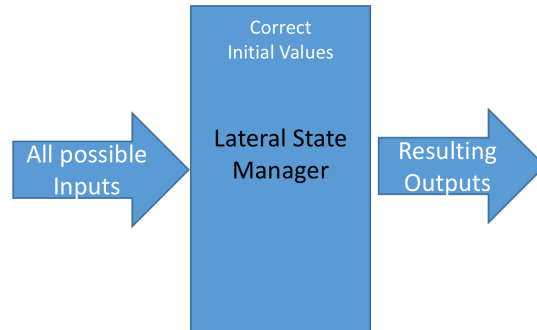 Correct
Initial Values
All possible
Inputs
Lateral State
Manager
Resulting
Outputs